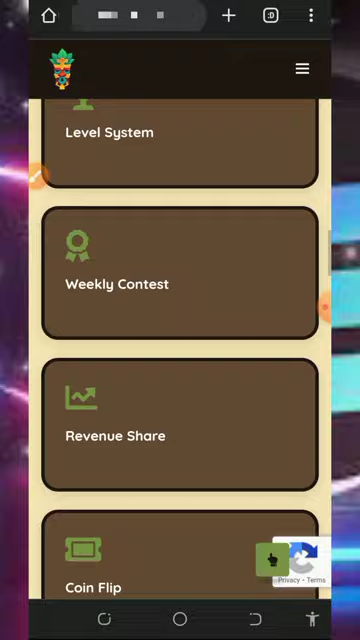 :D
Level System
Weekly Contest
Revenue Share
Coin Flip
Privacy - Terms